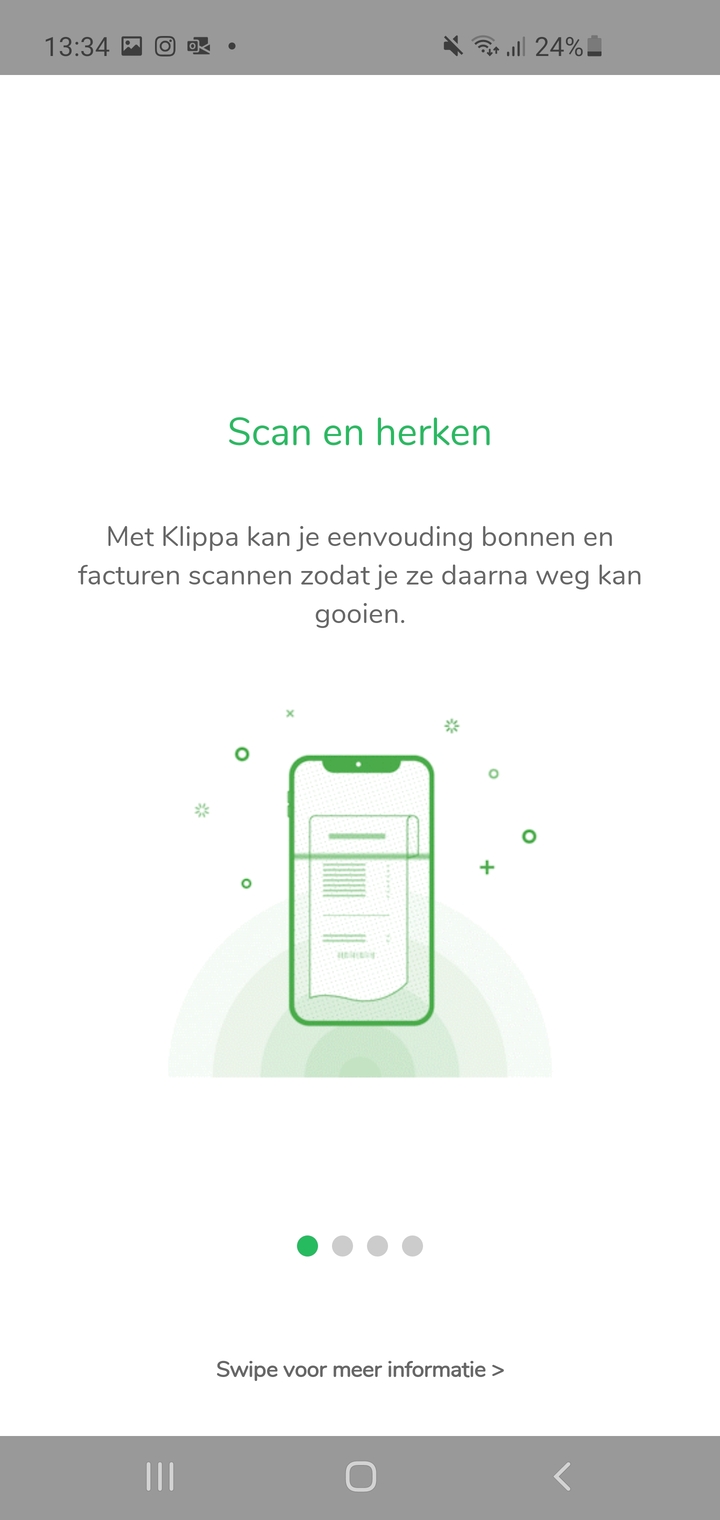 13:34
24%
Scan en herken
Met Klippa kan je eenvouding bonnen en
facturen scannen zodat je ze daarna weg kan
gooien.
Swipe voor meer informatie >